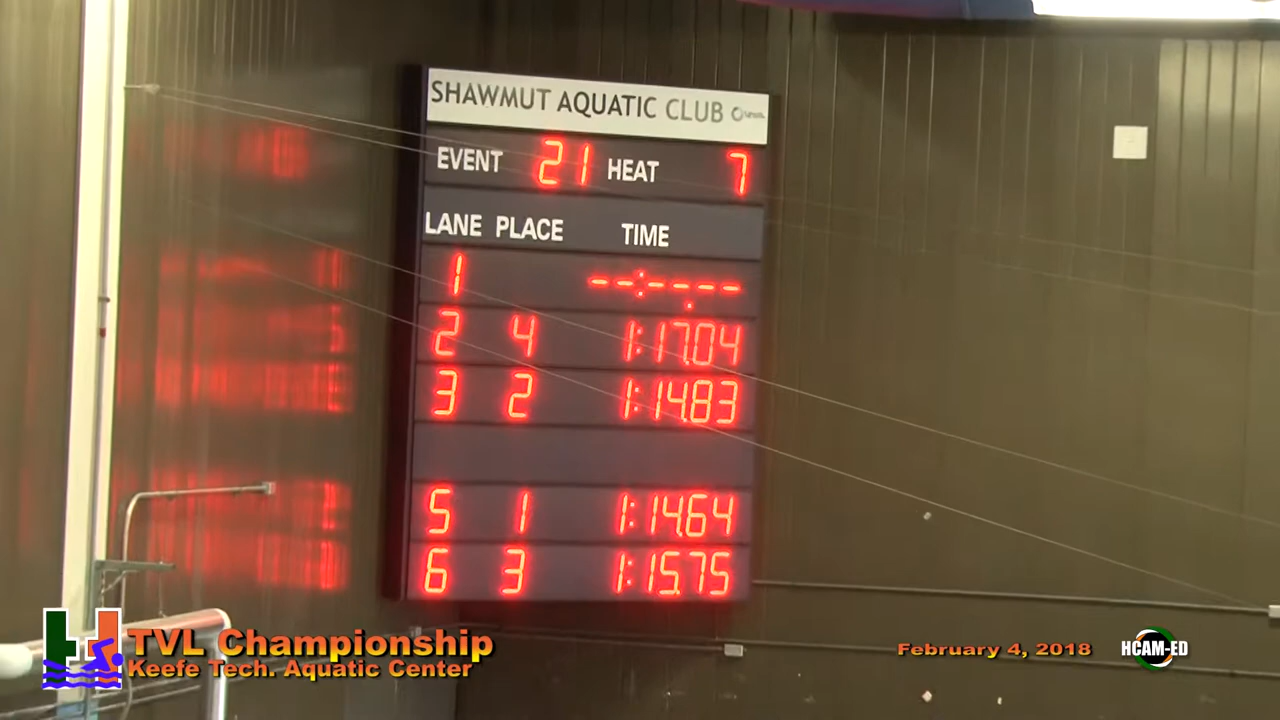 SHAWMUT AQUATIC CLUB
EVENT 21 HEAT 7
LANE PLACE TIME
1 --:--.--
2 4 1:17.04
3 2 1:14.83
5 1 1:14.64
6 3 1:15.75
TVL Championship
Keefe Tech. Aquatic Center
February 4, 2018
HCAM-ED